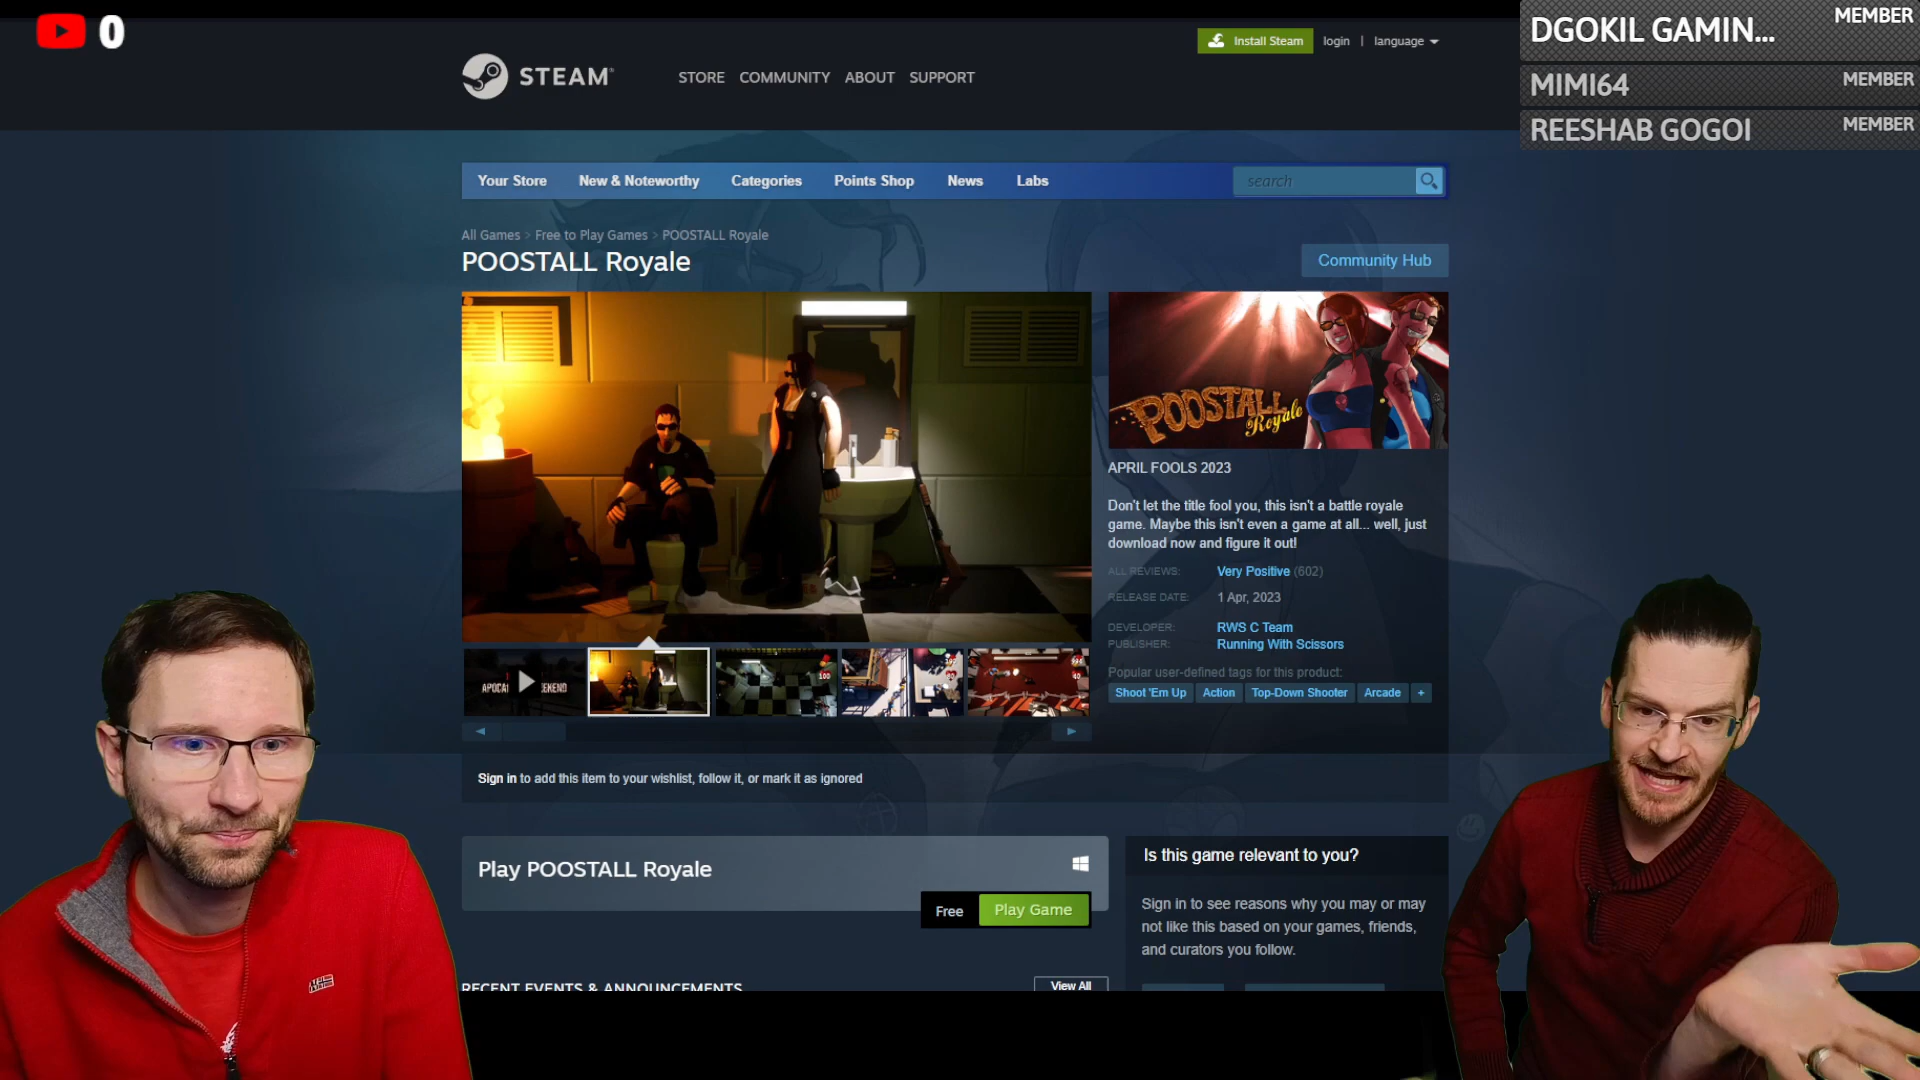 0
Install Steam login | language
DGOKIL GAMIN... MEMBER
MIMI64 MEMBER
REESHAB GOGOI MEMBER
STEAM
STORE COMMUNITY ABOUT SUPPORT
Your Store New & Noteworthy Categories Points Shop News Labs search
All Games > Free to Play Games > POOSTALL Royale
POOSTALL Royale
Community Hub
POOSTALL
Royale
APRIL FOOLS 2023
Don't let the title fool you, this isn't a battle royale
game. Maybe this isn't even a game at all... well, just
download now and figure it out!
ALL REVIEWS: Very Positive (602)
RELEASE DATE: 1 Apr, 2023
DEVELOPER: RWS C Team
PUBLISHER: Running With Scissors
Popular user-defined tags for this product:
Shoot 'Em Up Action Top-Down Shooter Arcade +
Sign in to add this item to your wishlist, follow it, or mark it as ignored
Play POOSTALL Royale
Free Play Game
Is this game relevant to you?
Sign in to see reasons why you may or may
not like this based on your games, friends,
and curators you follow.
RECENT EVENTS & ANNOUNCEMENTS View All